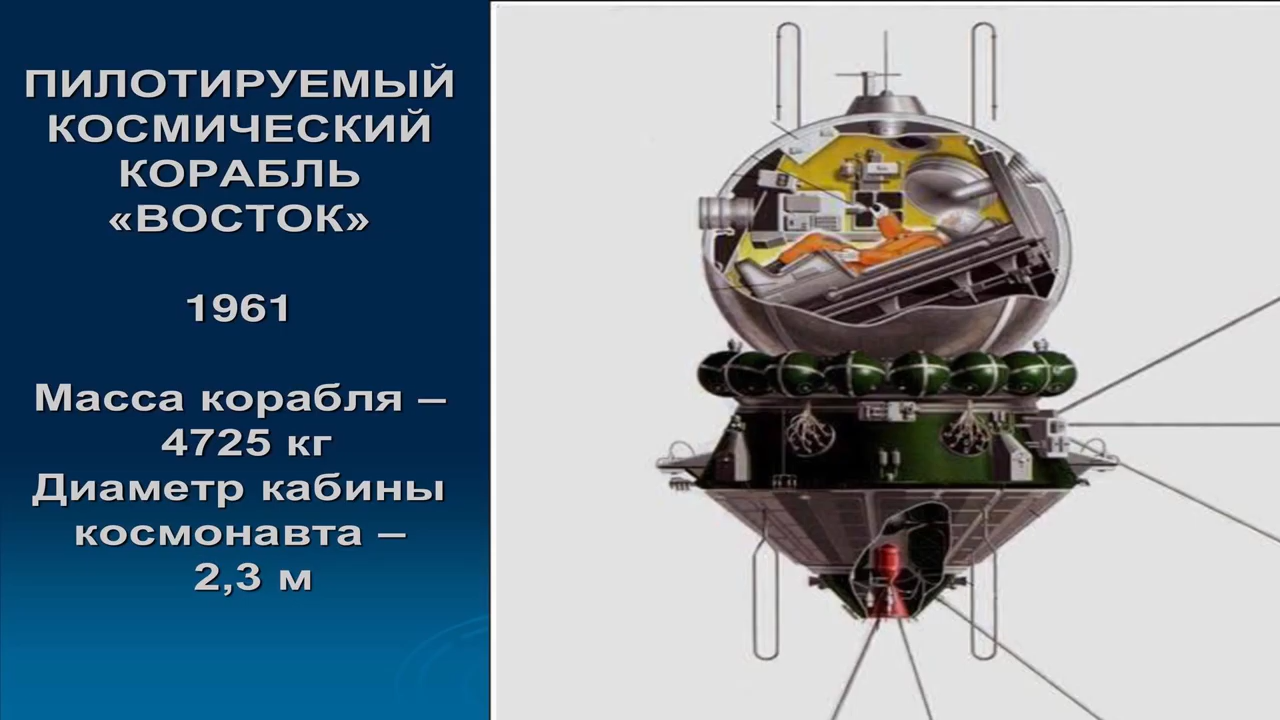 ПИЛОТИРУЕМЫЙ
КОСМИЧЕСКИЙ
КОРАБЛЬ
«ВОСТОК»
1961
Масса корабля –
4725 кг
Диаметр кабины
космонавта –
2,3 м